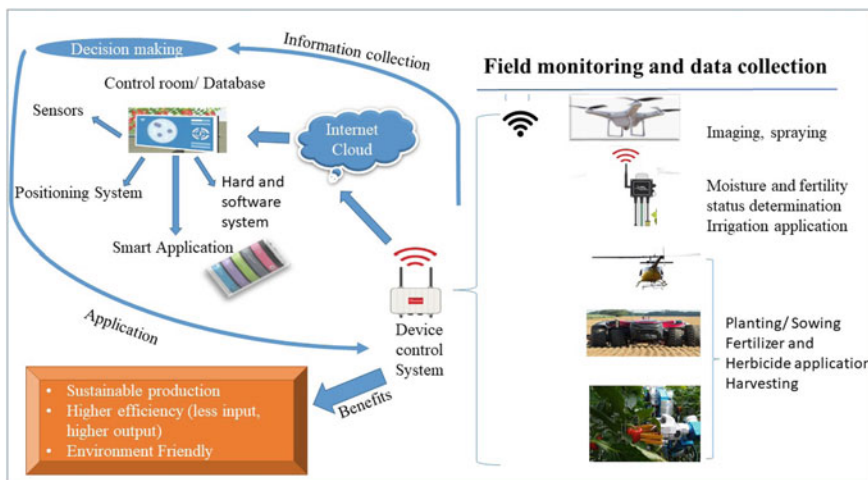 Decision making
Information collection
Control room/ Database
Sensors
Internet
Cloud
Positioning System
Hard and
software
system
Smart Application
Application
Device
control
System
Benefits
• Sustainable production
• Higher efficiency (less input,
higher output)
• Environment Friendly
Field monitoring and data collection
Imaging, spraying
Moisture and fertility
status determination
Irrigation application
Planting/ Sowing
Fertilizer and
Herbicide application
Harvesting